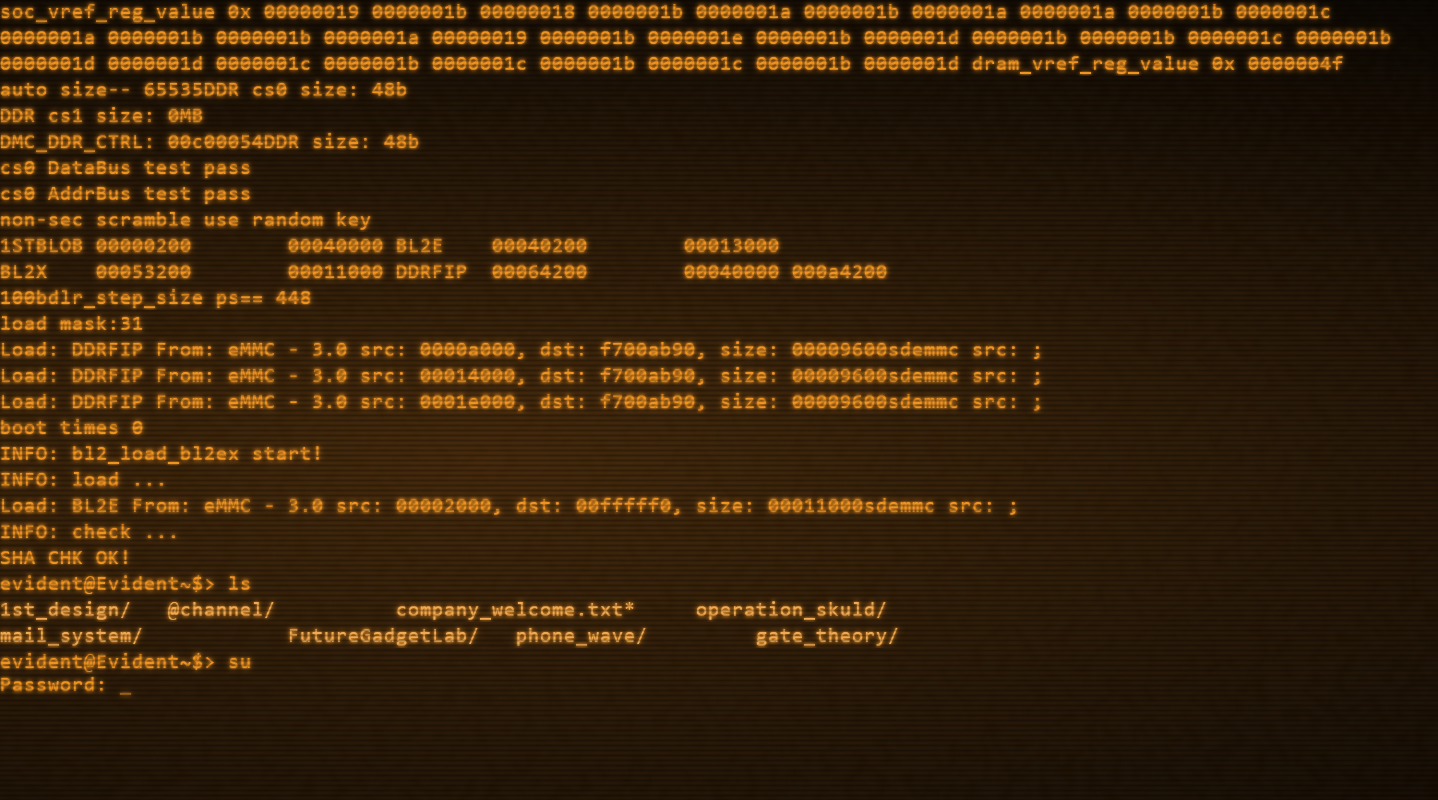 soc_vref_reg_value 0x 00000019 0000001b 00000018 0000001b 0000001a 0000001b 0000001a 0000001a 0000001b 0000001c
0000001a 0000001b 0000001b 0000001a 00000019 0000001b 0000001e 0000001b 0000001d 0000001b 0000001b 0000001c 0000001b
0000001d 0000001d 0000001c 0000001b 0000001c 0000001b 0000001c 0000001b 0000001d dram_vref_reg_value 0x 0000004f
auto size-- 65535DDR cs0 size: 48b
DDR cs1 size: 0MB
DMC_DDR_CTRL: 00c00054DDR size: 48b
cs0 DataBus test pass
cs0 AddrBus test pass
non-sec scramble use random key
1STBLOB 00000200 00040000 BL2E 00040200 00013000
BL2X 00053200 00011000 DDRFIP 00064200 00040000 000a4200
100bdlr_step_size ps== 448
load mask:31
Load: DDRFIP From: eMMC - 3.0 src: 0000a000, dst: f700ab90, size: 00009600sdemmc src: ;
Load: DDRFIP From: eMMC - 3.0 src: 00014000, dst: f700ab90, size: 00009600sdemmc src: ;
Load: DDRFIP From: eMMC - 3.0 src: 0001e000, dst: f700ab90, size: 00009600sdemmc src: ;
boot times 0
INFO: bl2_load_bl2ex start!
INFO: load ...
Load: BL2E From: eMMC - 3.0 src: 00002000, dst: 00fffff0, size: 00011000sdemmc src: ;
INFO: check ...
SHA CHK OK!
evident@Evident~$> ls
1st_design/ @channel/ company_welcome.txt* operation_skuld/
mail_system/ FutureGadgetLab/ phone_wave/ gate_theory/
evident@Evident~$> su
Password: _